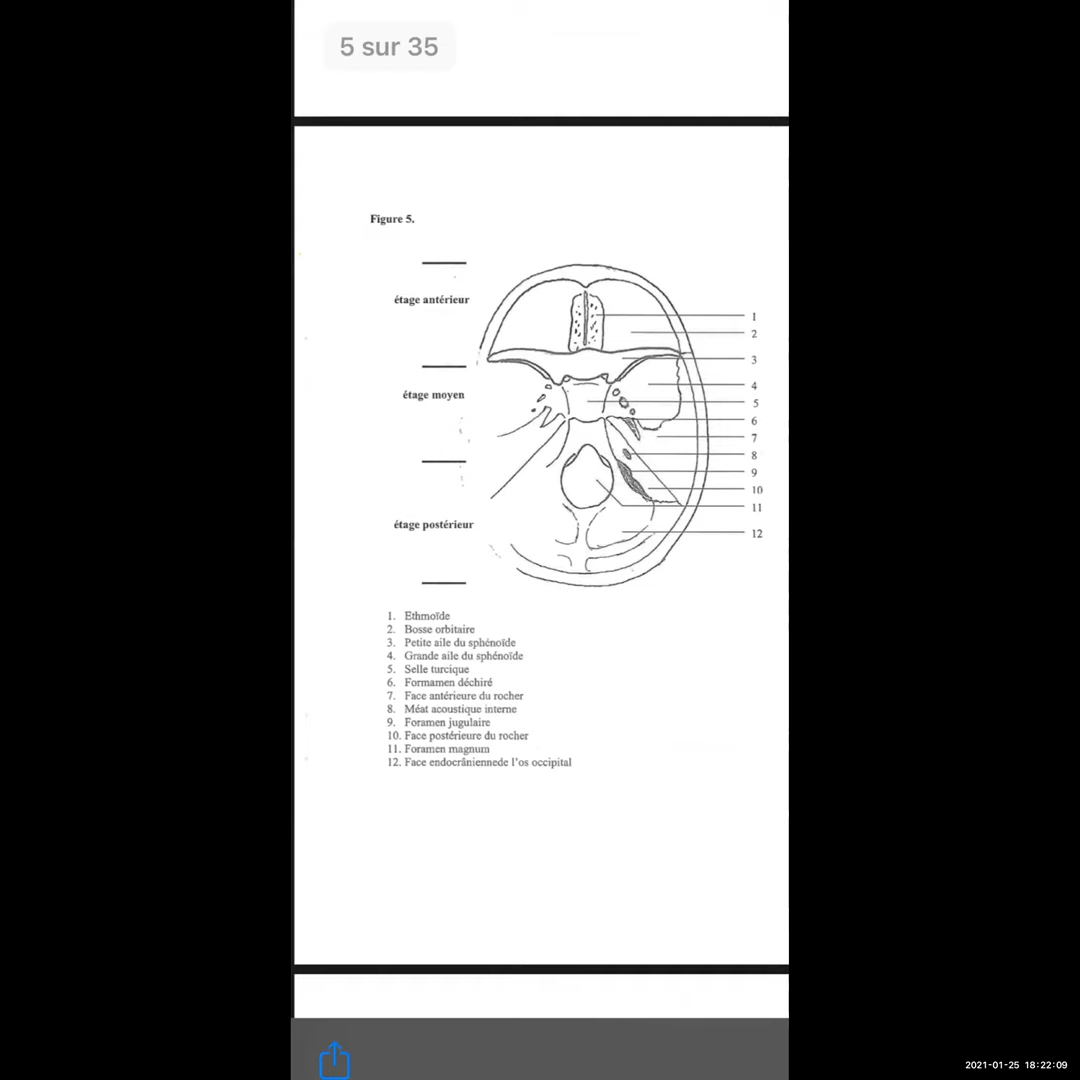 5 sur 35
Figure 5.
étage antérieur
1
2
3
4
étage moyen
5
6
7
8
9
10
11
étage postérieur
12
1. Ethmoïde
2. Bosse orbitaire
3. Petite aile du sphénoïde
4. Grande aile du sphénoïde
5. Selle turcique
6. Formamen déchiré
7. Face antérieure du rocher
8. Méat acoustique interne
9. Foramen jugulaire
10. Face postérieure du rocher
11. Foramen magnum
12. Face endocrâniennede l'os occipital
2021-01-25 18:22:09